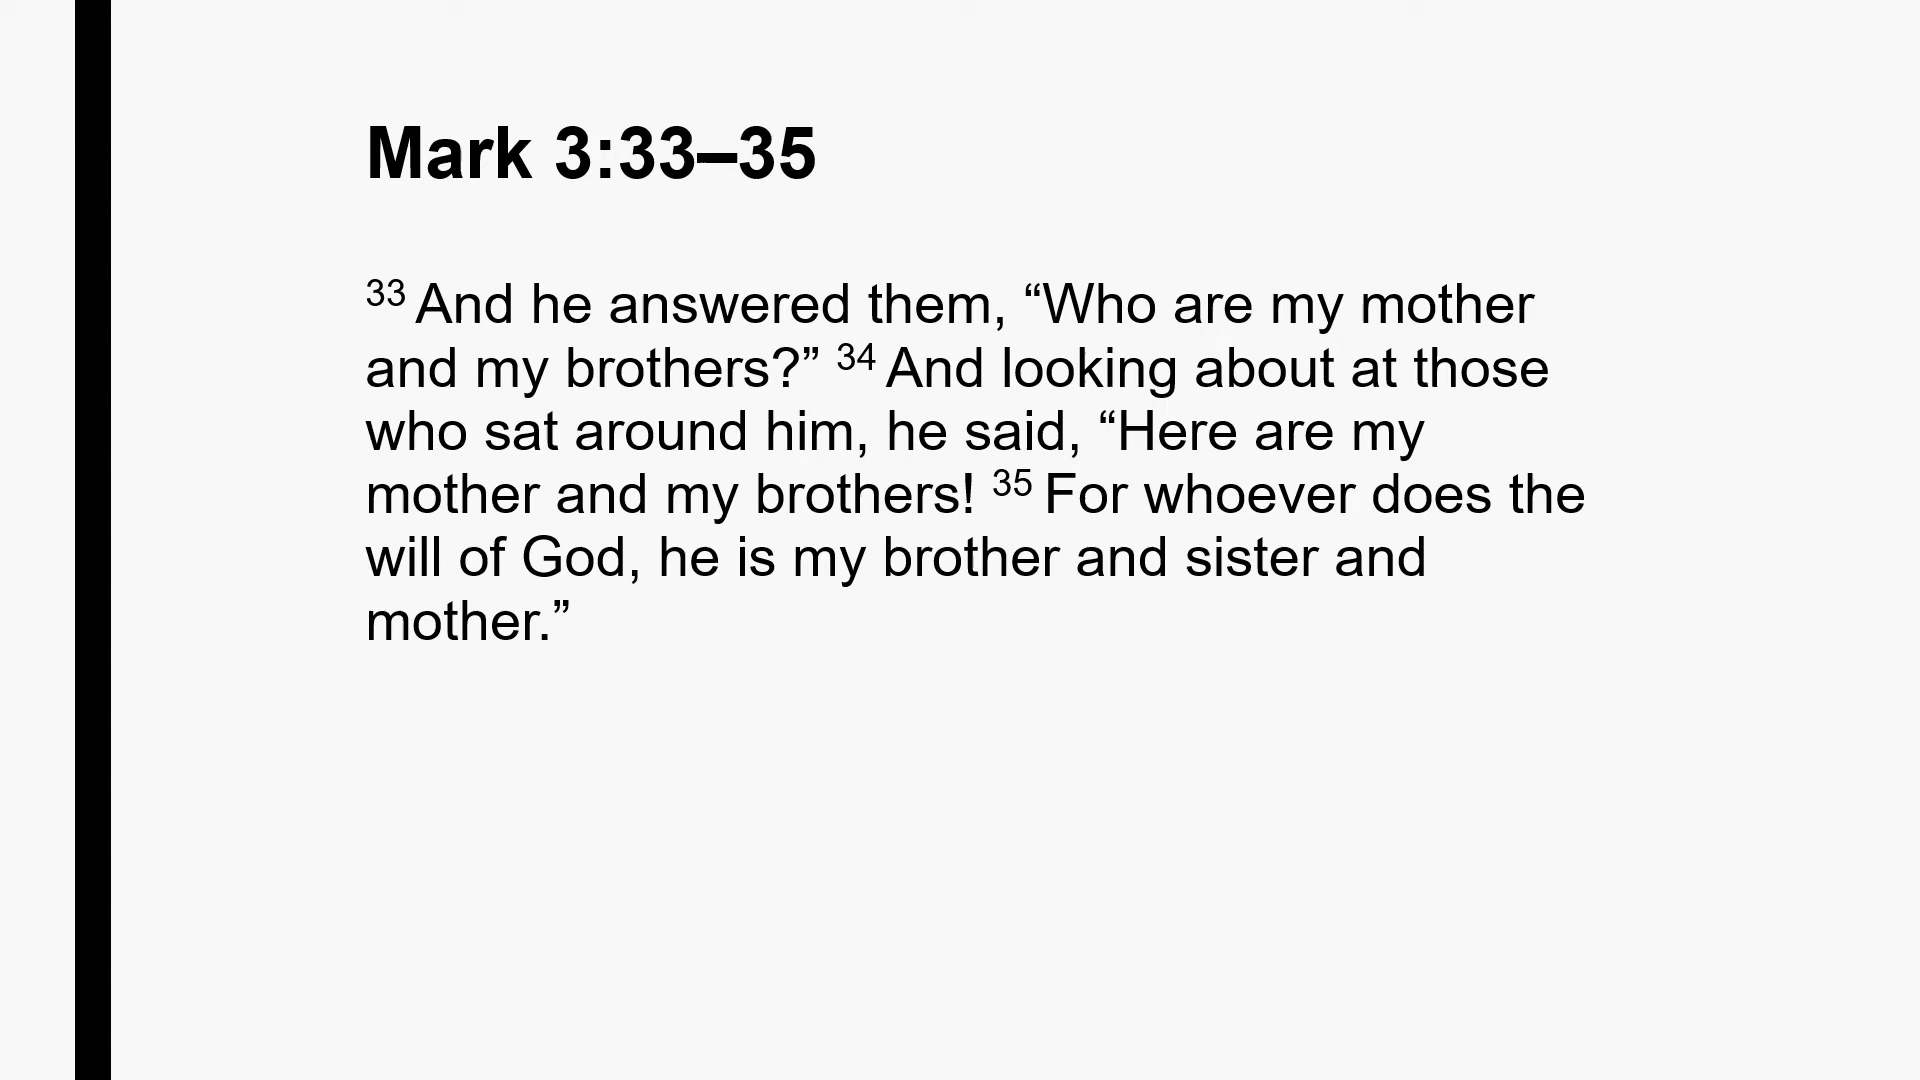 Mark 3:33–35
33 And he answered them, “Who are my mother
and my brothers?” 34 And looking about at those
who sat around him, he said, “Here are my
mother and my brothers! 35 For whoever does the
will of God, he is my brother and sister and
mother.”